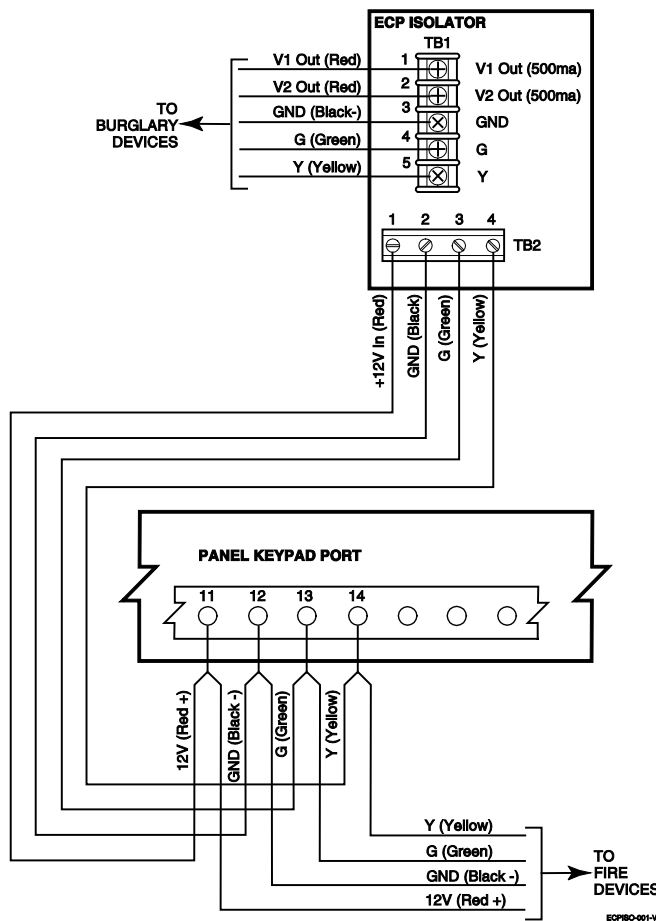 ECP ISOLATOR
TB1
V1 Out (Red) 1 V1 Out (500ma)
V2 Out (Red) 2 V2 Out (500ma)
GND (Black-) 3 GND
G (Green) 4 G
Y (Yellow) 5 Y
TO
BURGLARY
DEVICES
1 2 3 4
TB2
+12V In (Red)
GND (Black)
G (Green)
Y (Yellow)
PANEL KEYPAD PORT
11 12 13 14
12V (Red +)
GND (Black -)
G (Green)
Y (Yellow)
Y (Yellow)
G (Green)
GND (Black -)
12V (Red +)
TO
FIRE
DEVICES
ECPISO-001-V